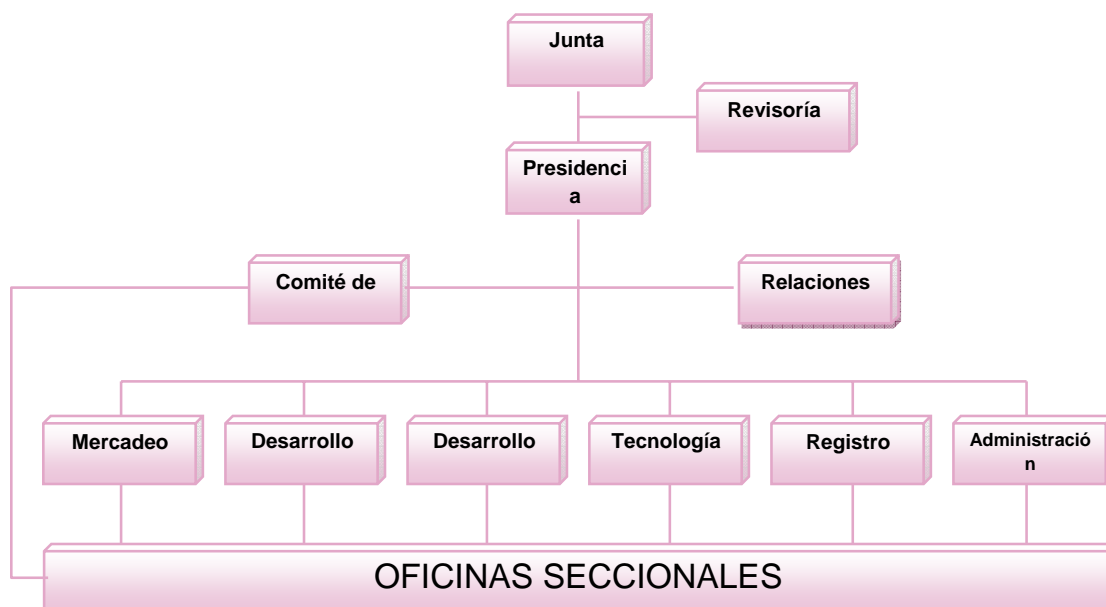 Junta
Revisoría
Presidenci
a
Comité de
Relaciones
Mercadeo
Desarrollo
Desarrollo
Tecnología
Registro
Administració
n
OFICINAS SECCIONALES